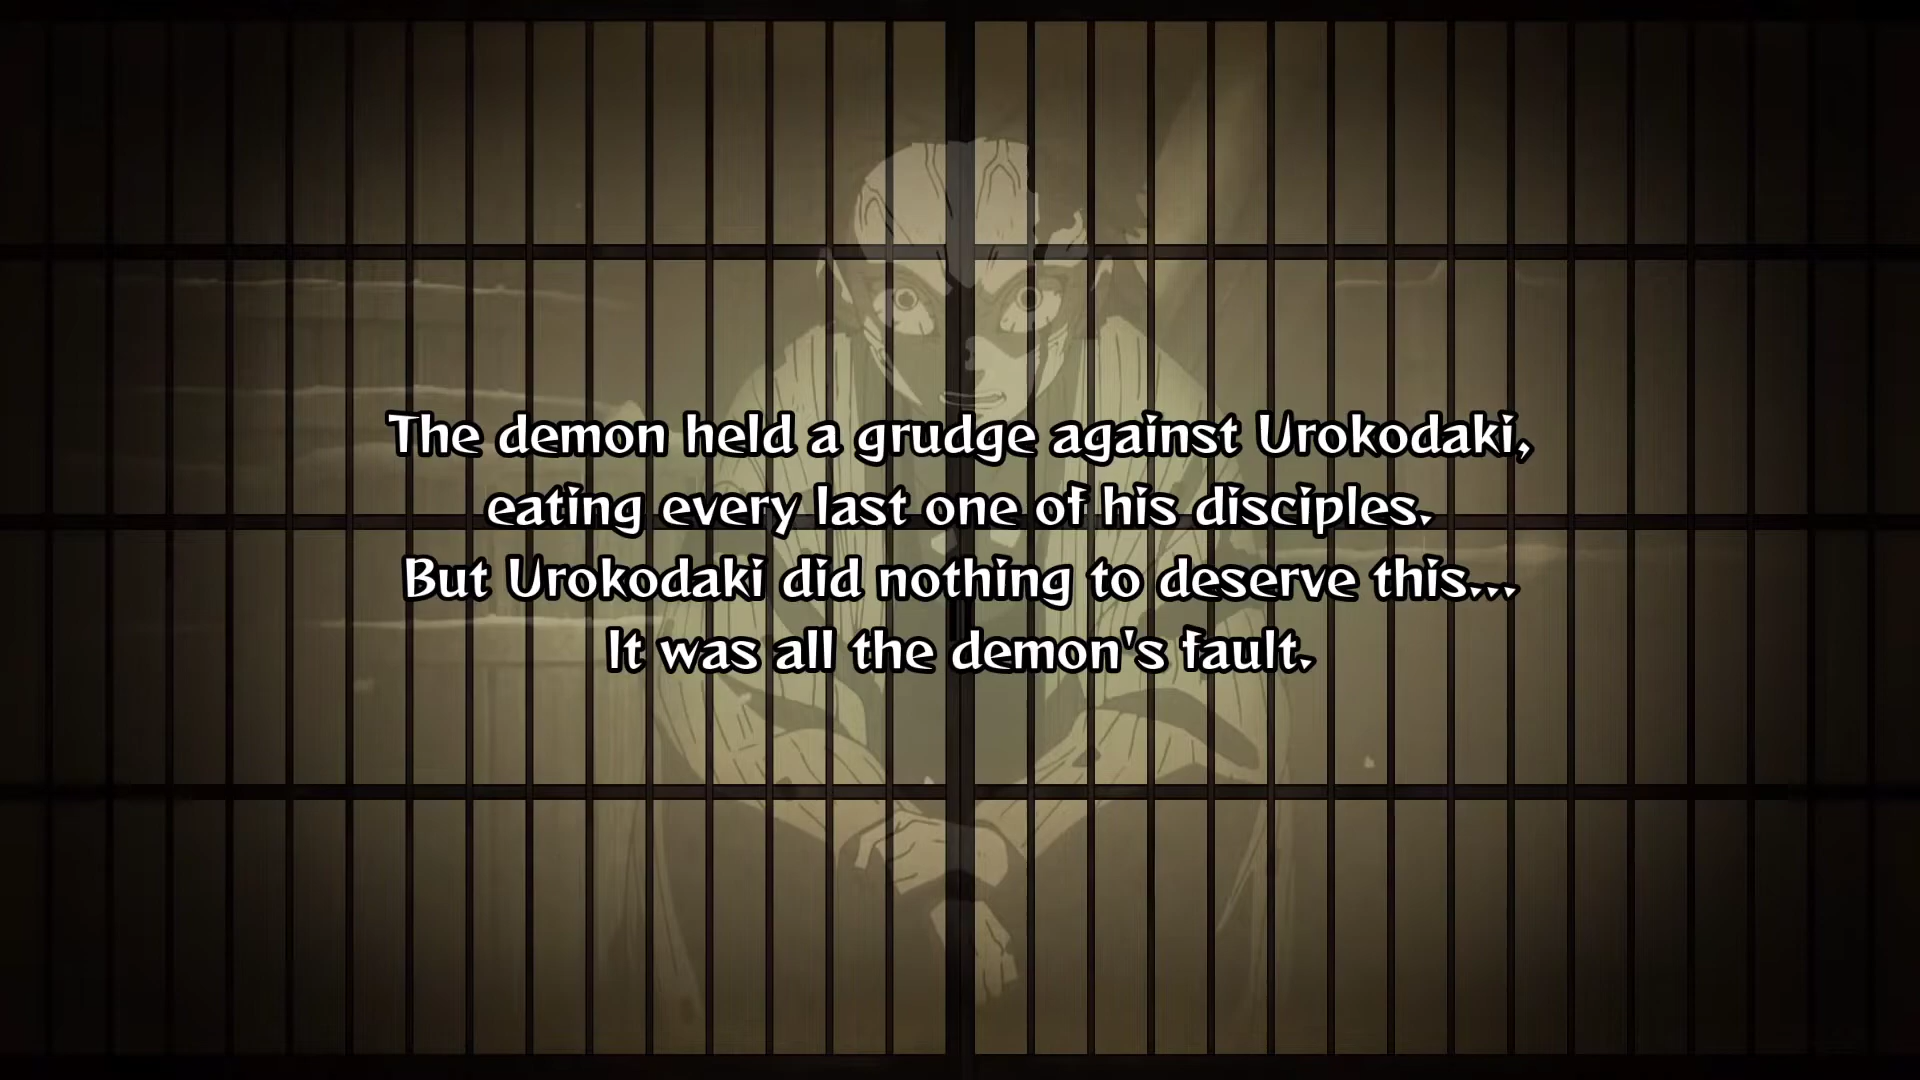 The demon held a grudge against Urokodaki,
eating every last one of his disciples.
But Urokodaki did nothing to deserve this...
It was all the demon's fault.